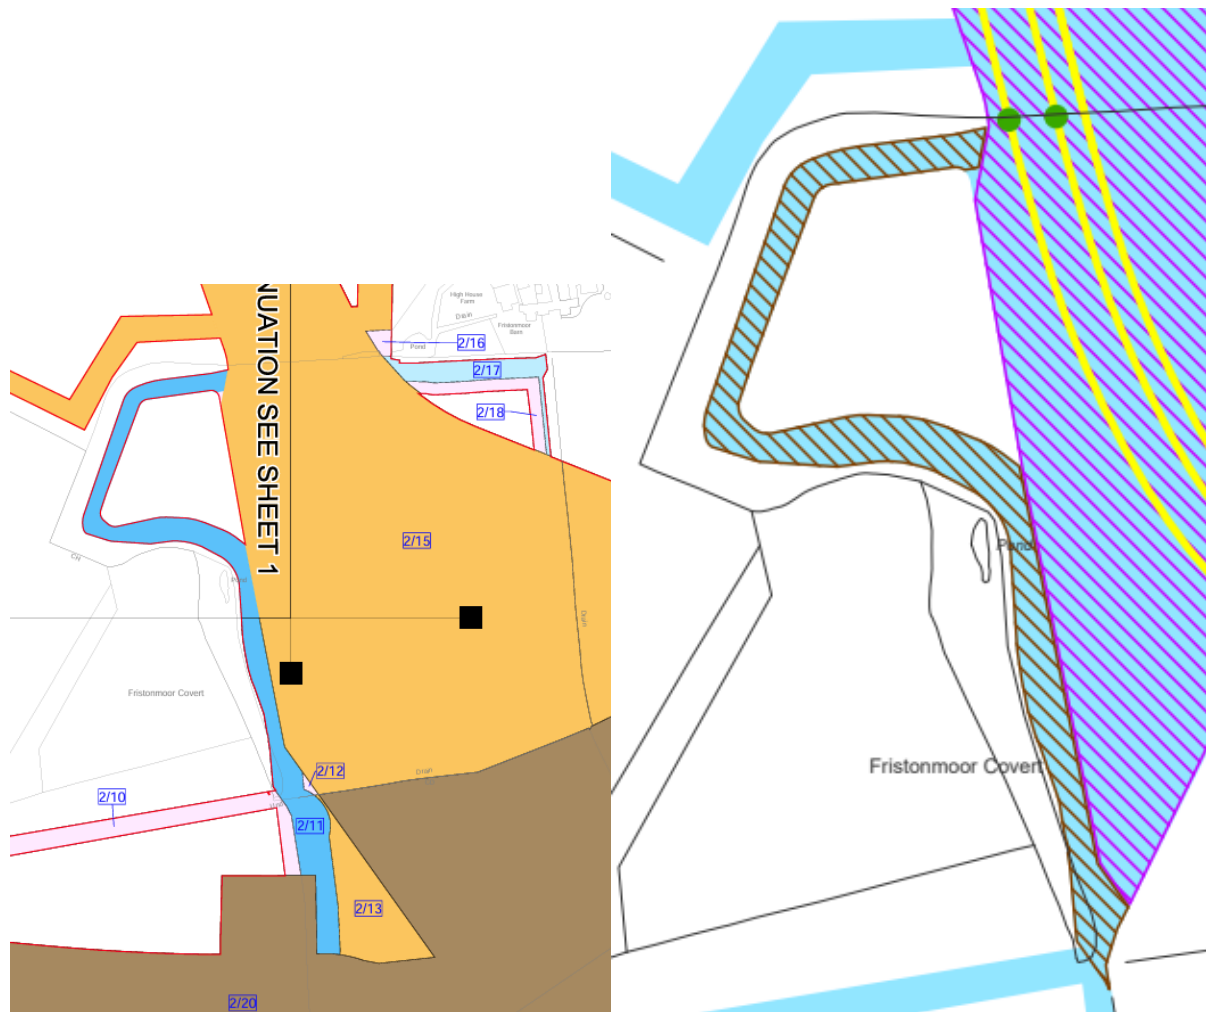 High House
Farm
Drain
Fristonmoor
Barn
Pond
2/16
2/17
2/18
NUATION SEE SHEET 1
2/15
CH
Pond
Drain
Fristonmoor Covert
2/12
Drain
2/10
2/11
2/13
2/20
Pond
Fristonmoor Covert